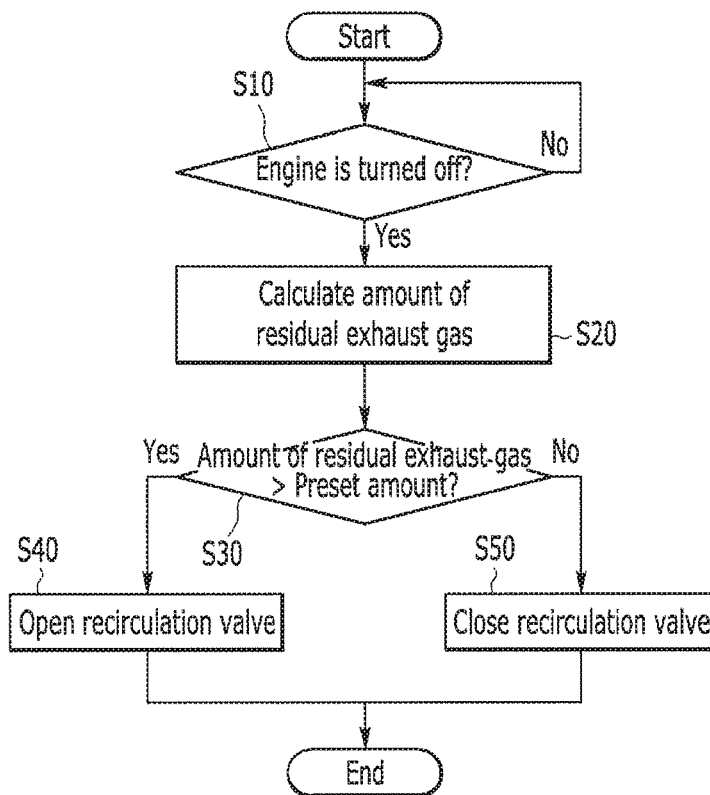 Start
S10
Engine is turned off?
No
Yes
Calculate amount of
residual exhaust gas
S20
Yes
Amount of residual exhaust gas
> Preset amount?
No
S30
S40
S50
Open recirculation valve
Close recirculation valve
End